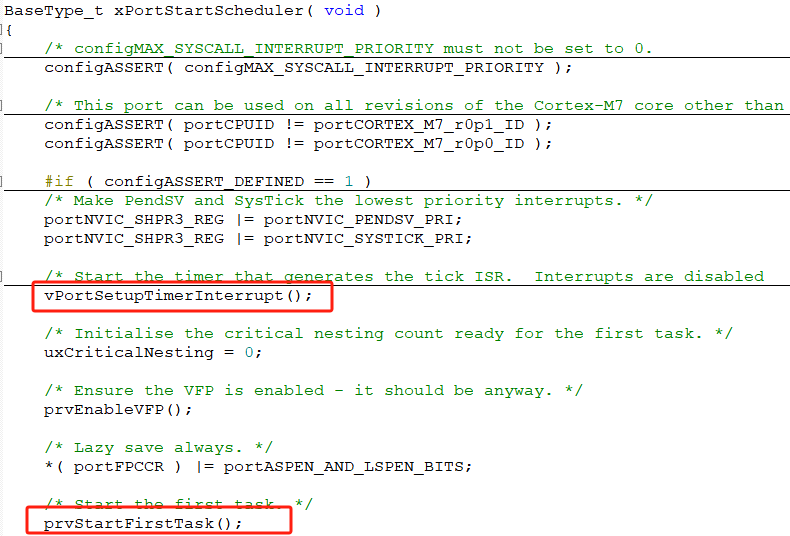 BaseType_t xPortStartScheduler( void )
{
/* configMAX_SYSCALL_INTERRUPT_PRIORITY must not be set to 0.
configASSERT( configMAX_SYSCALL_INTERRUPT_PRIORITY );
/* This port can be used on all revisions of the Cortex-M7 core other than
configASSERT( portCPUID != portCORTEX_M7_r0p1_ID );
configASSERT( portCPUID != portCORTEX_M7_r0p0_ID );
#if ( configASSERT_DEFINED == 1 )
/* Make PendSV and SysTick the lowest priority interrupts. */
portNVIC_SHPR3_REG |= portNVIC_PENDSV_PRI;
portNVIC_SHPR3_REG |= portNVIC_SYSTICK_PRI;
/* Start the timer that generates the tick ISR.  Interrupts are disabled
vPortSetupTimerInterrupt();
/* Initialise the critical nesting count ready for the first task. */
uxCriticalNesting = 0;
/* Ensure the VFP is enabled - it should be anyway. */
prvEnableVFP();
/* Lazy save always. */
*( portFPCCR ) |= portASPEN_AND_LSPEN_BITS;
/* Start the first task. */
prvStartFirstTask();